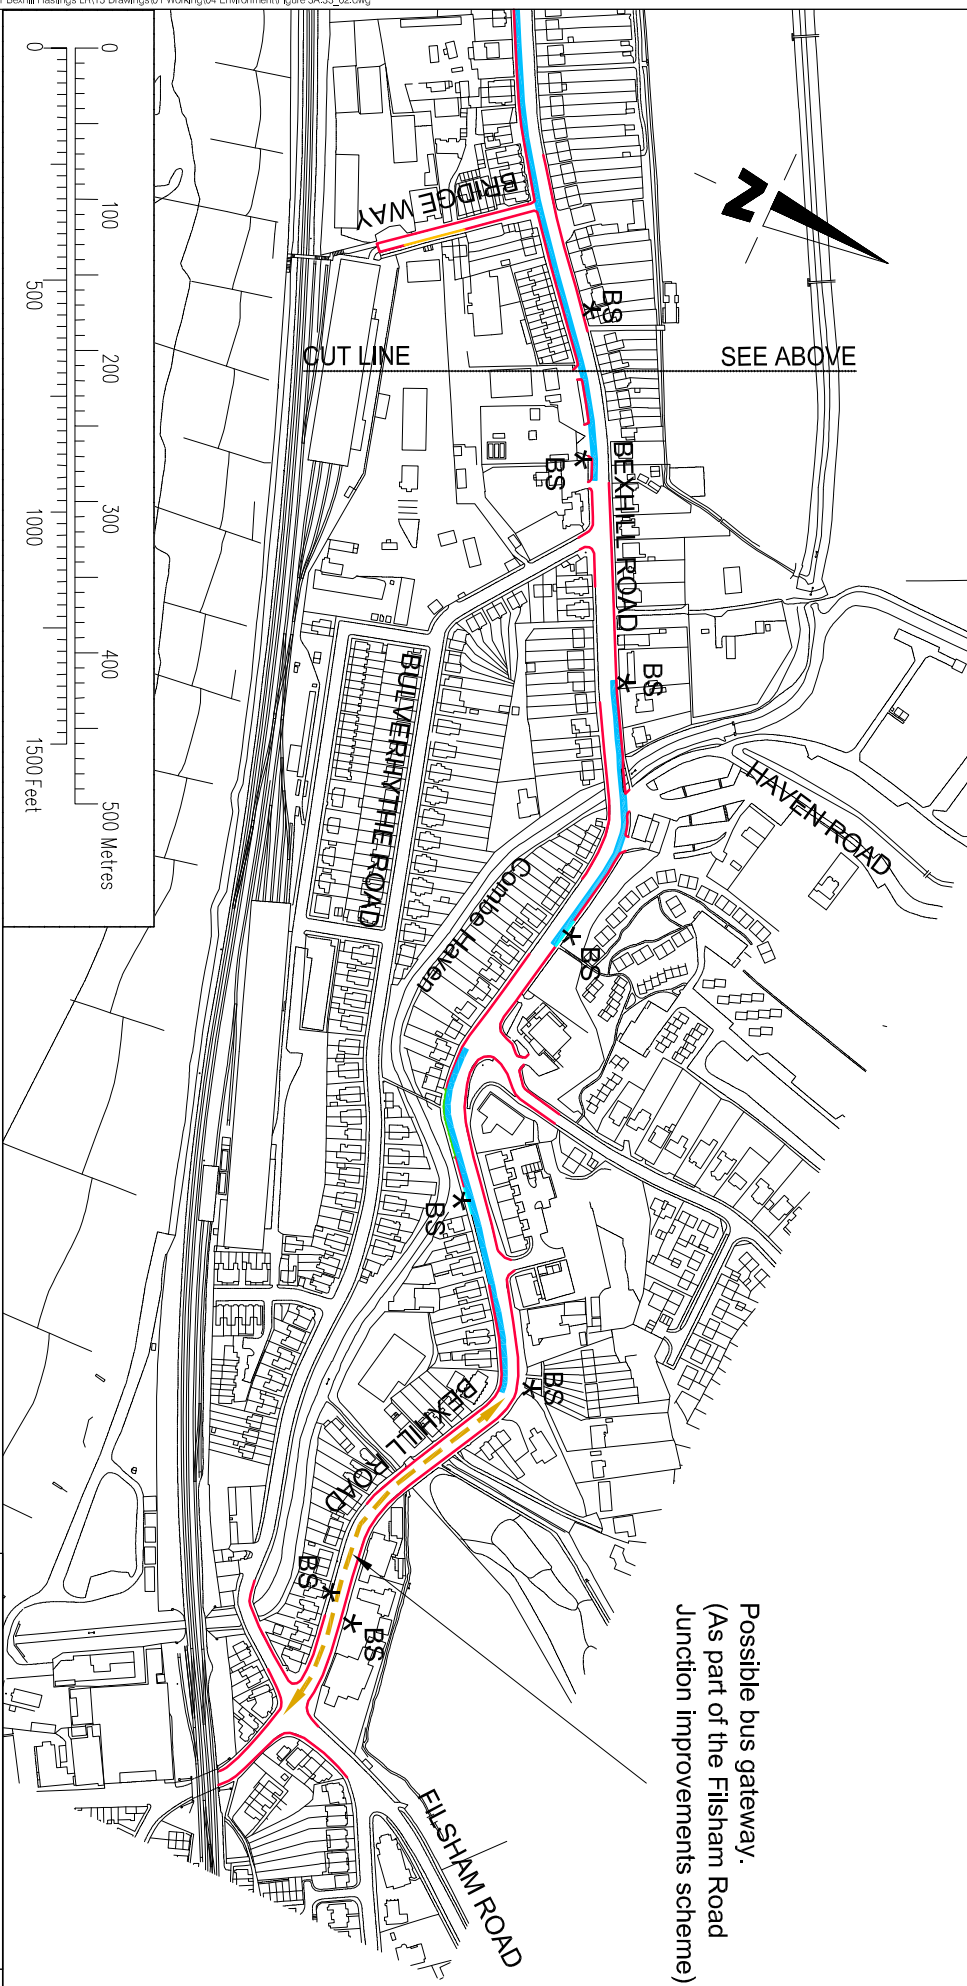 BRIDGE WAY
BS
CUT LINE
SEE ABOVE
BS
BEXHILL ROAD
BS
HAVEN ROAD
BULVERHYTHE ROAD
Combe Haven
BS
BS
BS
BEXHILL
ROAD
BS
BS
FILSHAM ROAD
Possible bus gateway.
(As part of the Filsham Road
Junction improvements scheme)
N
0 100 200 300 400 500 Metres
0 500 1000 1500 Feet